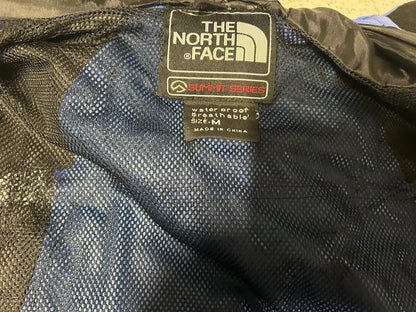 THE
NORTH
FACE
®
SUMMIT SERIES
waterproof
Breathable
SIZE:M
MADE IN CHINA